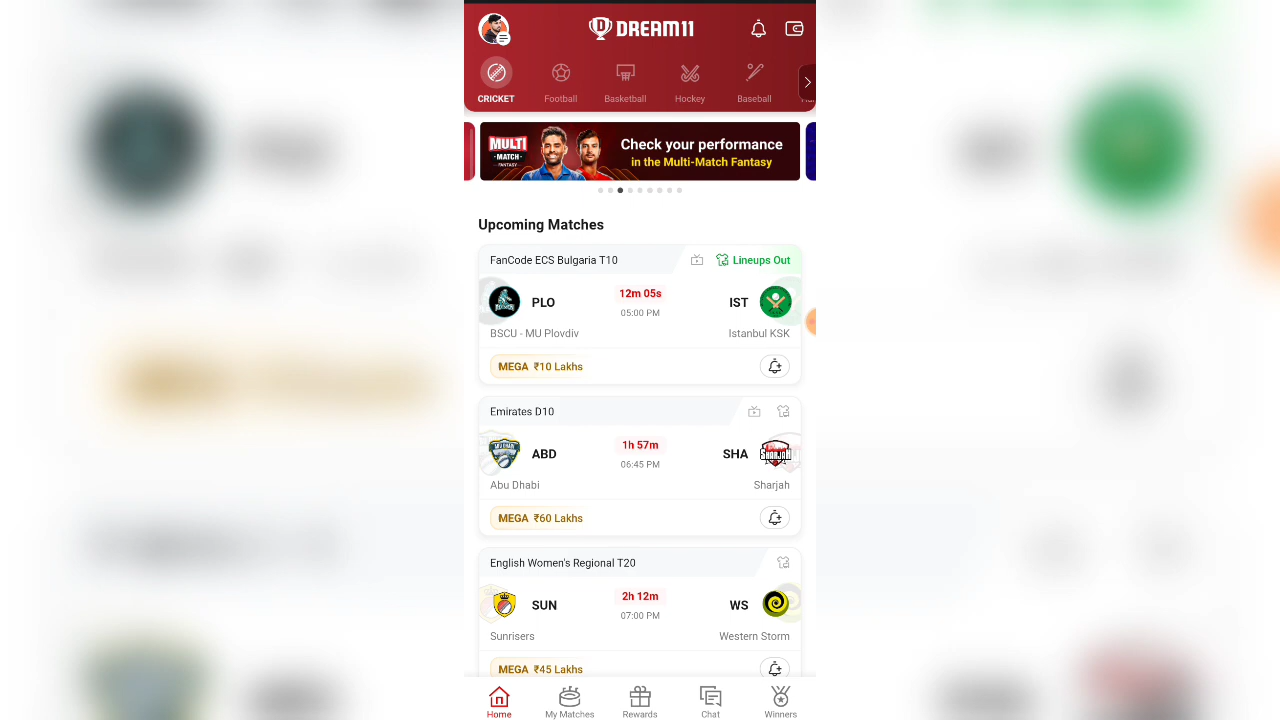 DREAM11
CRICKET
Football
Basketball
Hockey
Baseball
MULTI
MATCH
FANTASY
Check your performance
in the Multi-Match Fantasy
Upcoming Matches
FanCode ECS Bulgaria T10
Lineups Out
PLO
12m 05s
IST
05:00 PM
BSCU - MU Plovdiv
Istanbul KSK
MEGA ₹10 Lakhs
Emirates D10
ABD
1h 57m
SHA
06:45 PM
Abu Dhabi
Sharjah
MEGA ₹60 Lakhs
English Women's Regional T20
SUN
2h 12m
WS
07:00 PM
Sunrisers
Western Storm
MEGA ₹45 Lakhs
Home
My Matches
Rewards
Chat
Winners